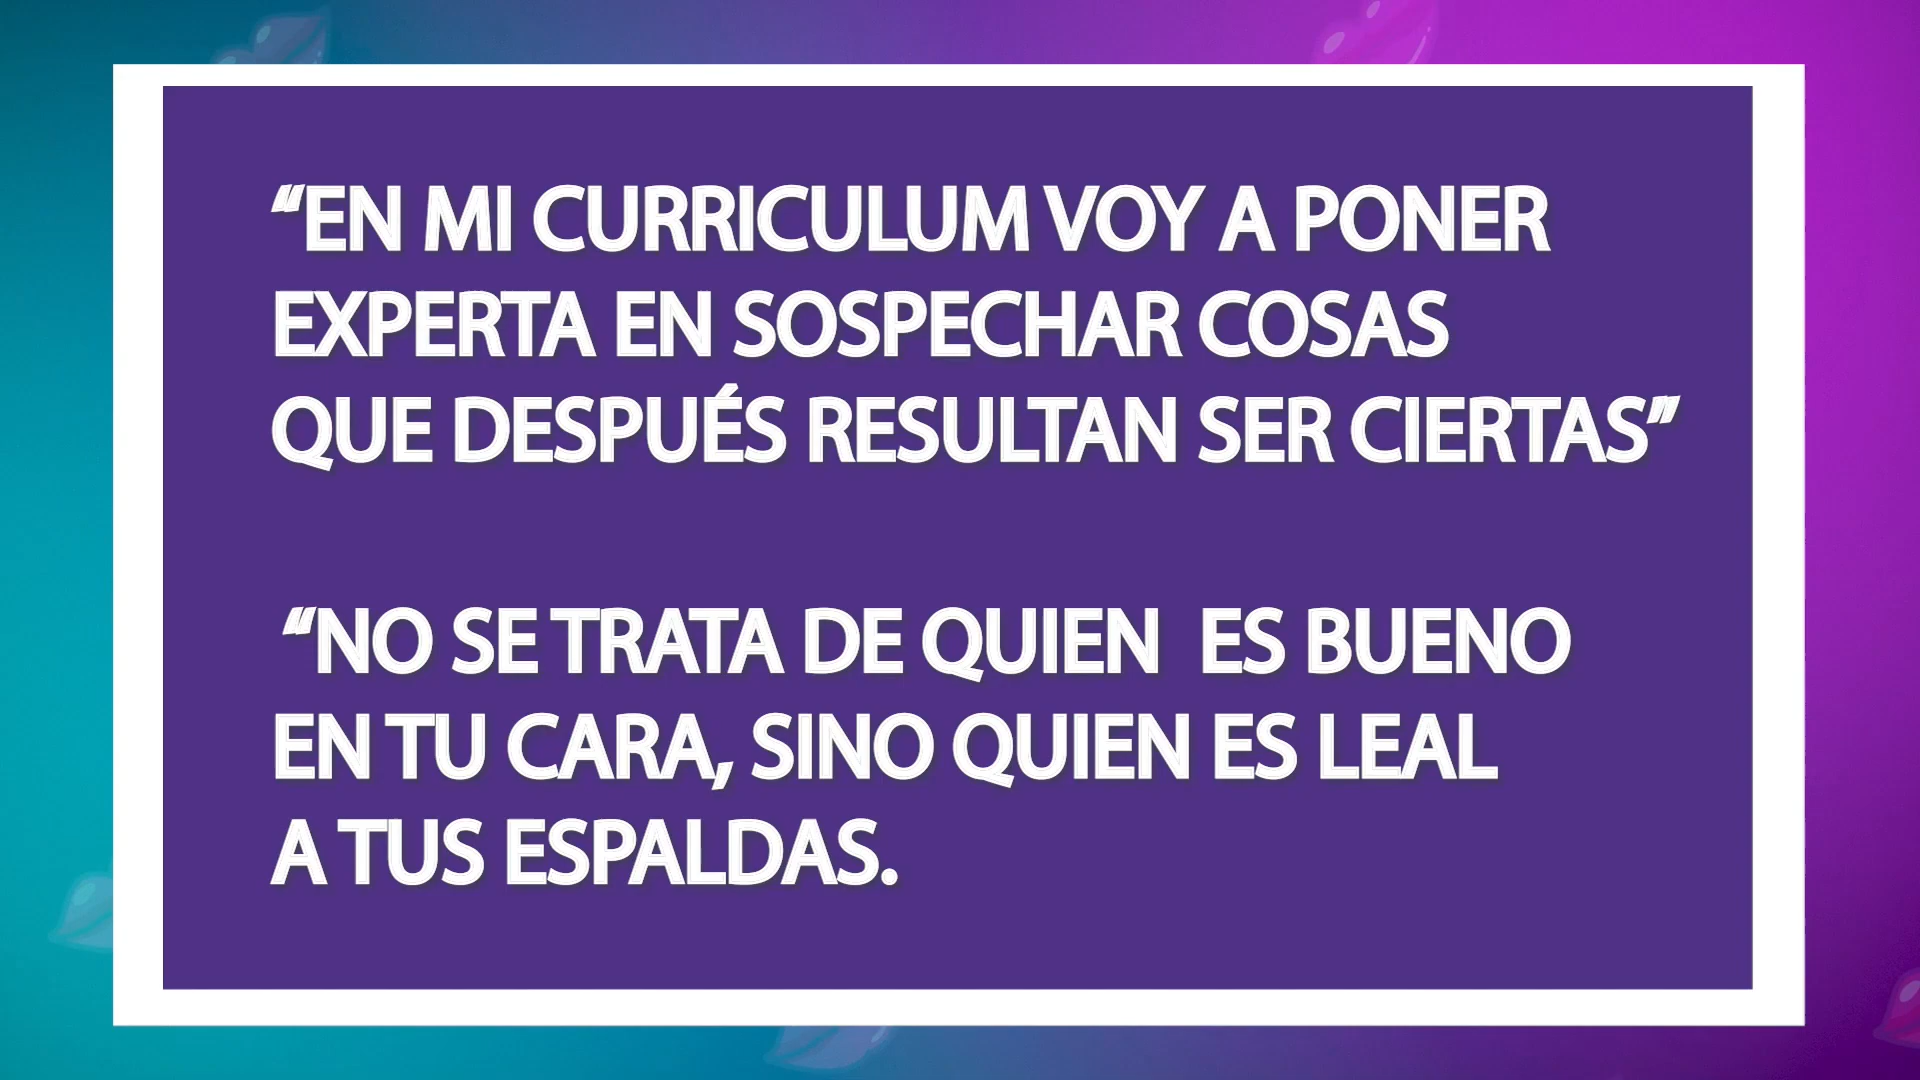 “EN MI CURRICULUM VOY A PONER
EXPERTA EN SOSPECHAR COSAS
QUE DESPUÉS RESULTAN SER CIERTAS”
“NO SE TRATA DE QUIEN  ES BUENO
EN TU CARA, SINO QUIEN ES LEAL
A TUS ESPALDAS.